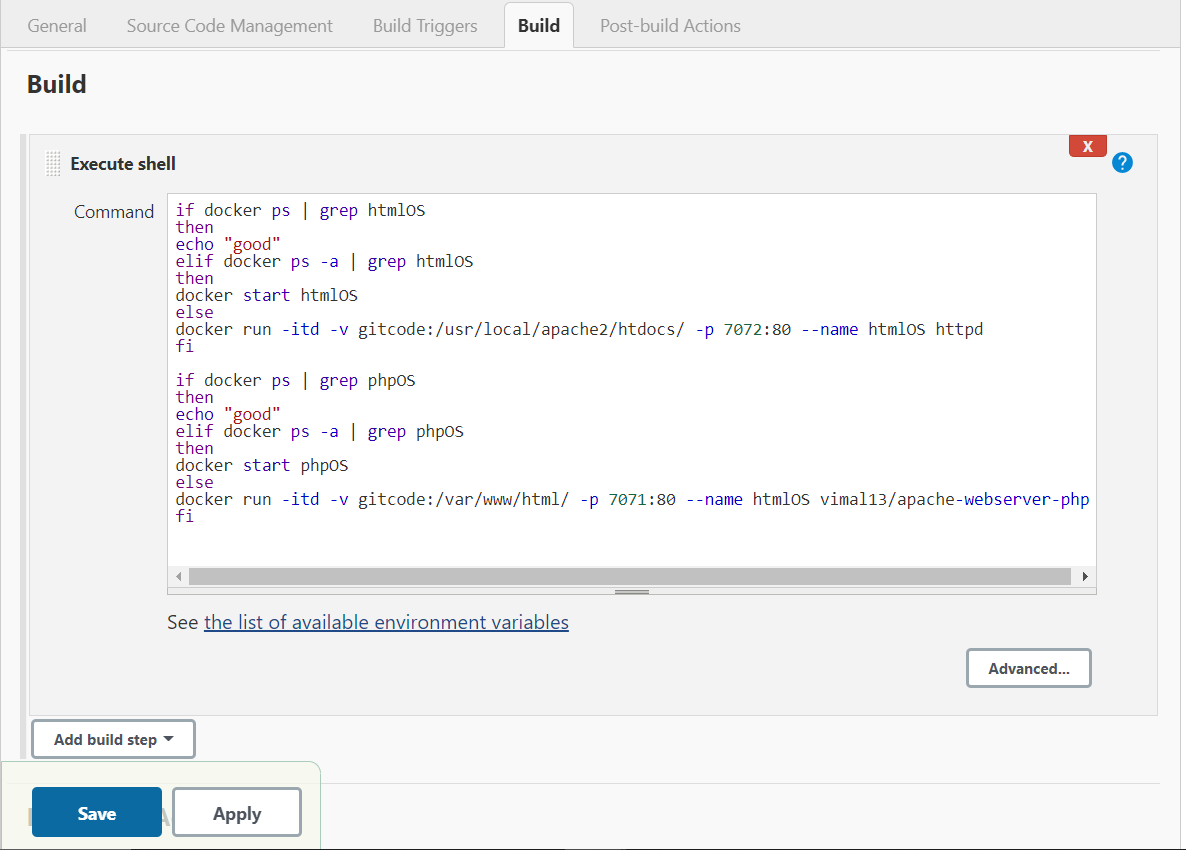 General Source Code Management Build Triggers Build Post-build Actions
Build
Execute shell
X
?
Command
if docker ps | grep htmlOS
then
echo "good"
elif docker ps -a | grep htmlOS
then
docker start htmlOS
else
docker run -itd -v gitcode:/usr/local/apache2/htdocs/ -p 7072:80 --name htmlOS httpd
fi
if docker ps | grep phpOS
then
echo "good"
elif docker ps -a | grep phpOS
then
docker start phpOS
else
docker run -itd -v gitcode:/var/www/html/ -p 7071:80 --name htmlOS vimal13/apache-webserver-php
fi
See the list of available environment variables
Advanced...
Add build step
Save Apply